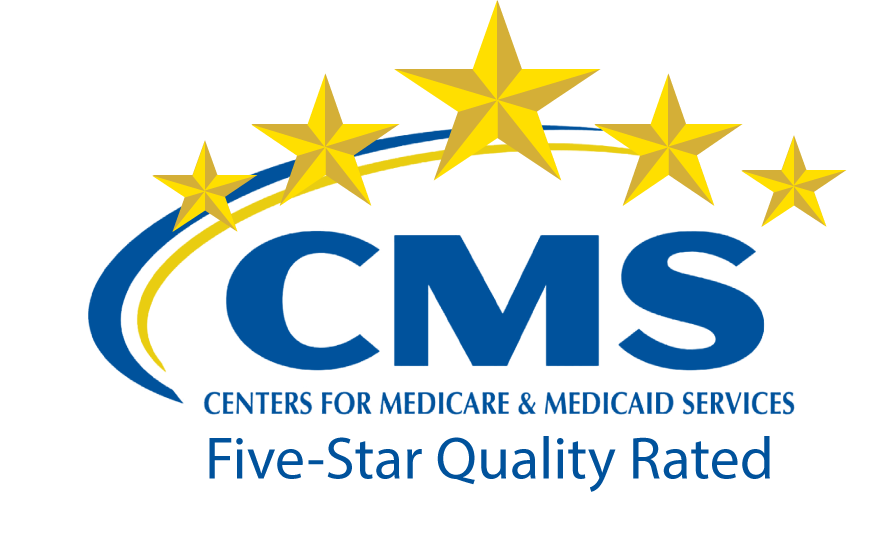 CMS
CENTERS FOR MEDICARE & MEDICAID SERVICES
Five-Star Quality Rated